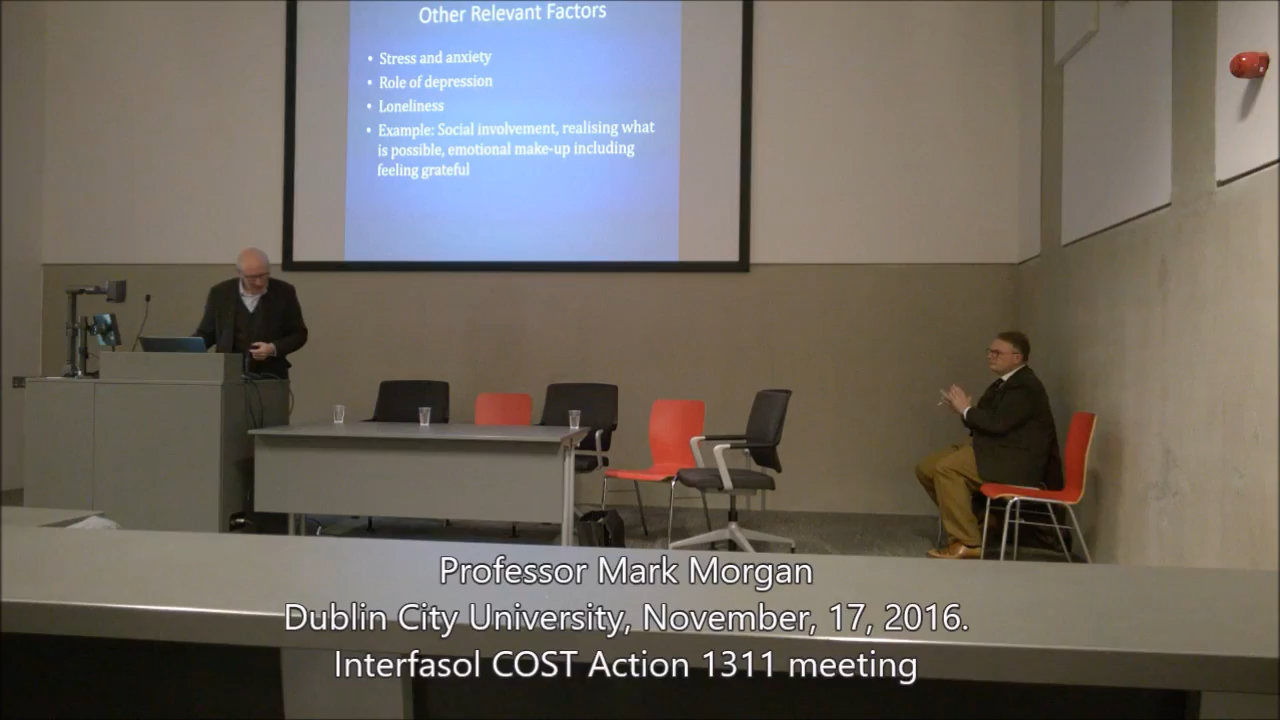 Other Relevant Factors
• Stress and anxiety
• Role of depression
• Loneliness
• Example: Social involvement, realising what
is possible, emotional make-up including
feeling grateful
Professor Mark Morgan
Dublin City University, November, 17, 2016.
Interfasol COST Action 1311 meeting